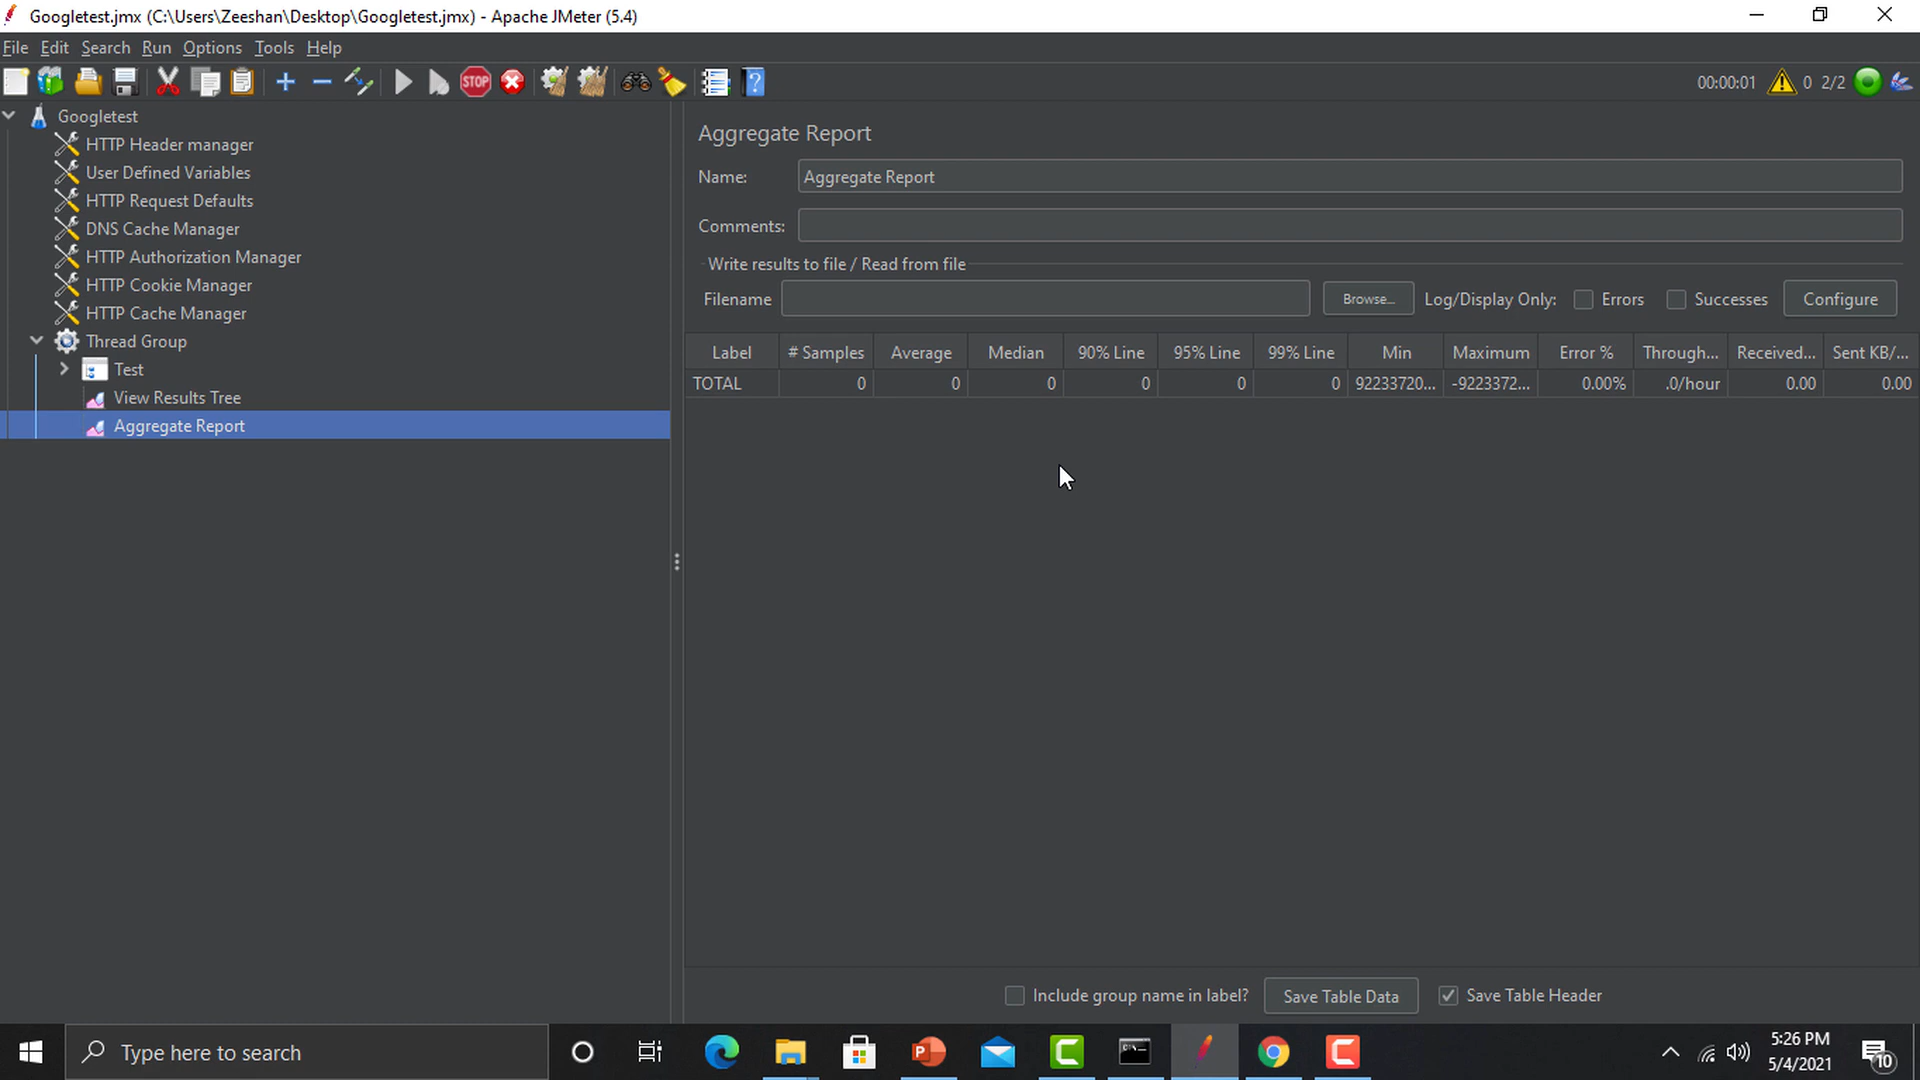 Googletest.jmx (C:\Users\Zeeshan\Desktop\Googletest.jmx) - Apache JMeter (5.4)
File Edit Search Run Options Tools Help
STOP
00:00:01 0 2/2
Googletest
HTTP Header manager
User Defined Variables
HTTP Request Defaults
DNS Cache Manager
HTTP Authorization Manager
HTTP Cookie Manager
HTTP Cache Manager
Thread Group
Test
View Results Tree
Aggregate Report
Aggregate Report
Name: Aggregate Report
Comments:
Write results to file / Read from file
Filename Browse... Log/Display Only: Errors Successes Configure
Label # Samples Average Median 90% Line 95% Line 99% Line Min Maximum Error % Through... Received... Sent KB/...
TOTAL 0 0 0 0 0 0 92233720... -9223372... 0.00% .0/hour 0.00 0.00
Include group name in label? Save Table Data Save Table Header
Type here to search
5:26 PM
5/4/2021
10